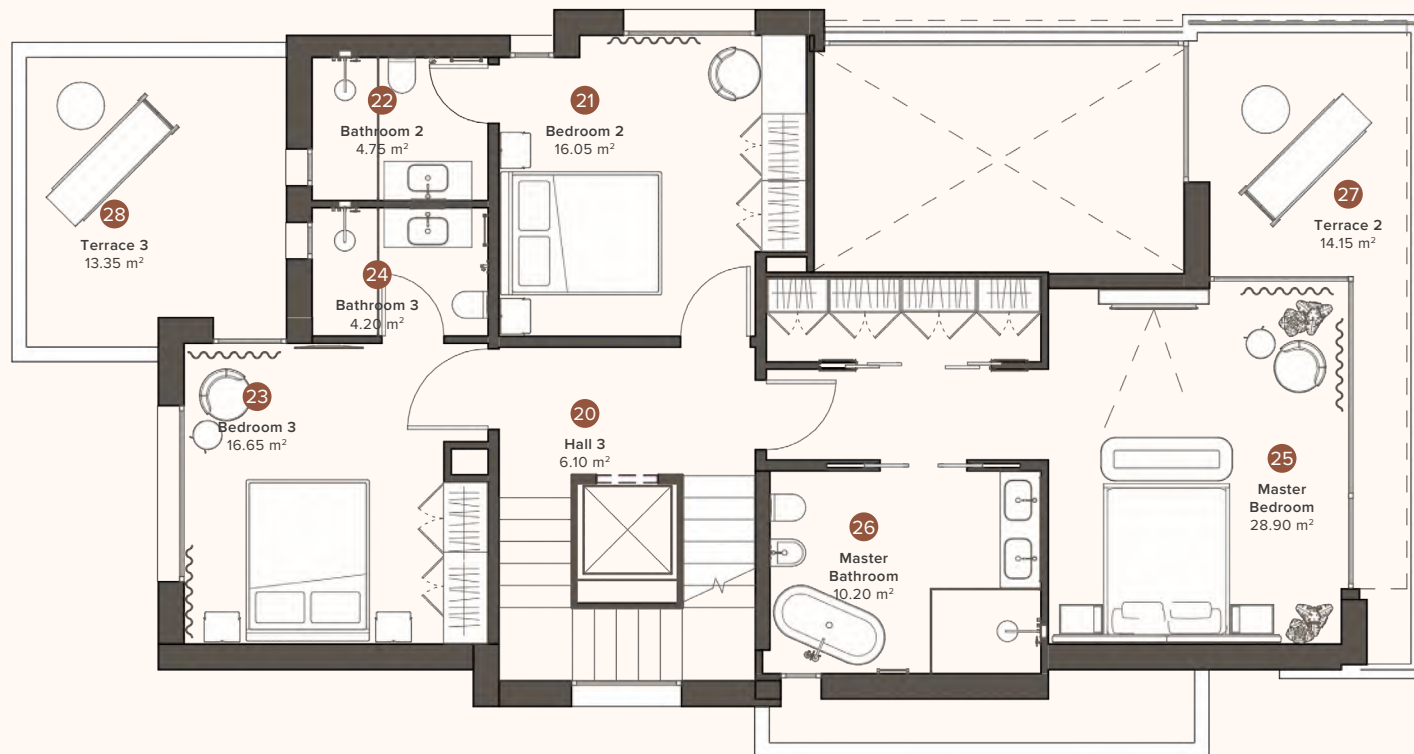 20
Hall 3
6.10 m²
21
Bedroom 2
16.05 m²
22
Bathroom 2
4.75 m²
23
Bedroom 3
16.65 m²
24
Bathroom 3
4.20 m²
25
Master
Bedroom
28.90 m²
26
Master
Bathroom
10.20 m²
27
Terrace 2
14.15 m²
28
Terrace 3
13.35 m²